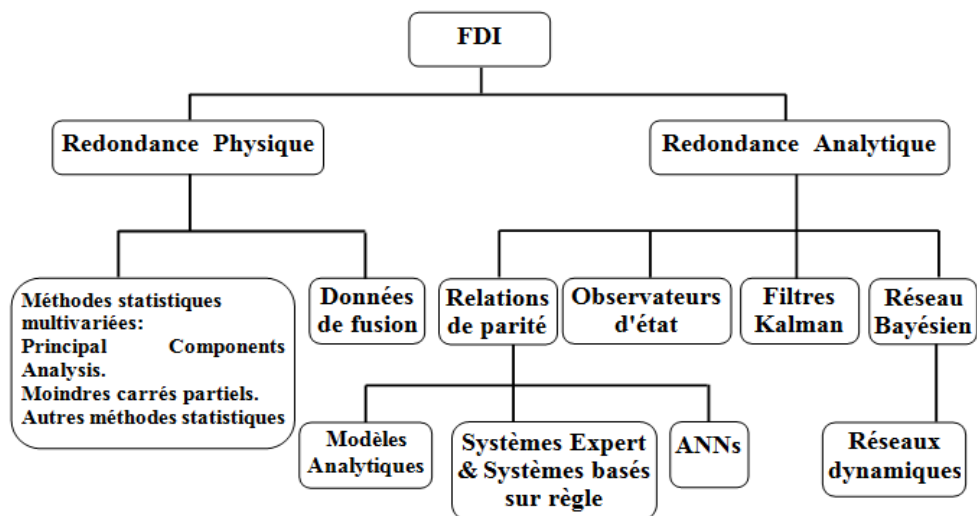 FDI
Redondance Physique
Redondance Analytique
Méthodes statistiques
multivariées:
Principal Components
Analysis.
Moindres carrés partiels.
Autres méthodes statistiques
Données
de fusion
Relations
de parité
Observateurs
d'état
Filtres
Kalman
Réseau
Bayésien
Modèles
Analytiques
Systèmes Expert
& Systèmes basés
sur règle
ANNs
Réseaux
dynamiques